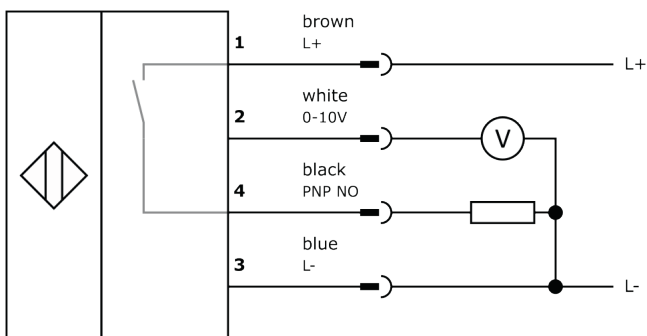 brown
1 L+ L+
white
2 0-10V
V
black
4 PNP NO
blue
3 L- L-